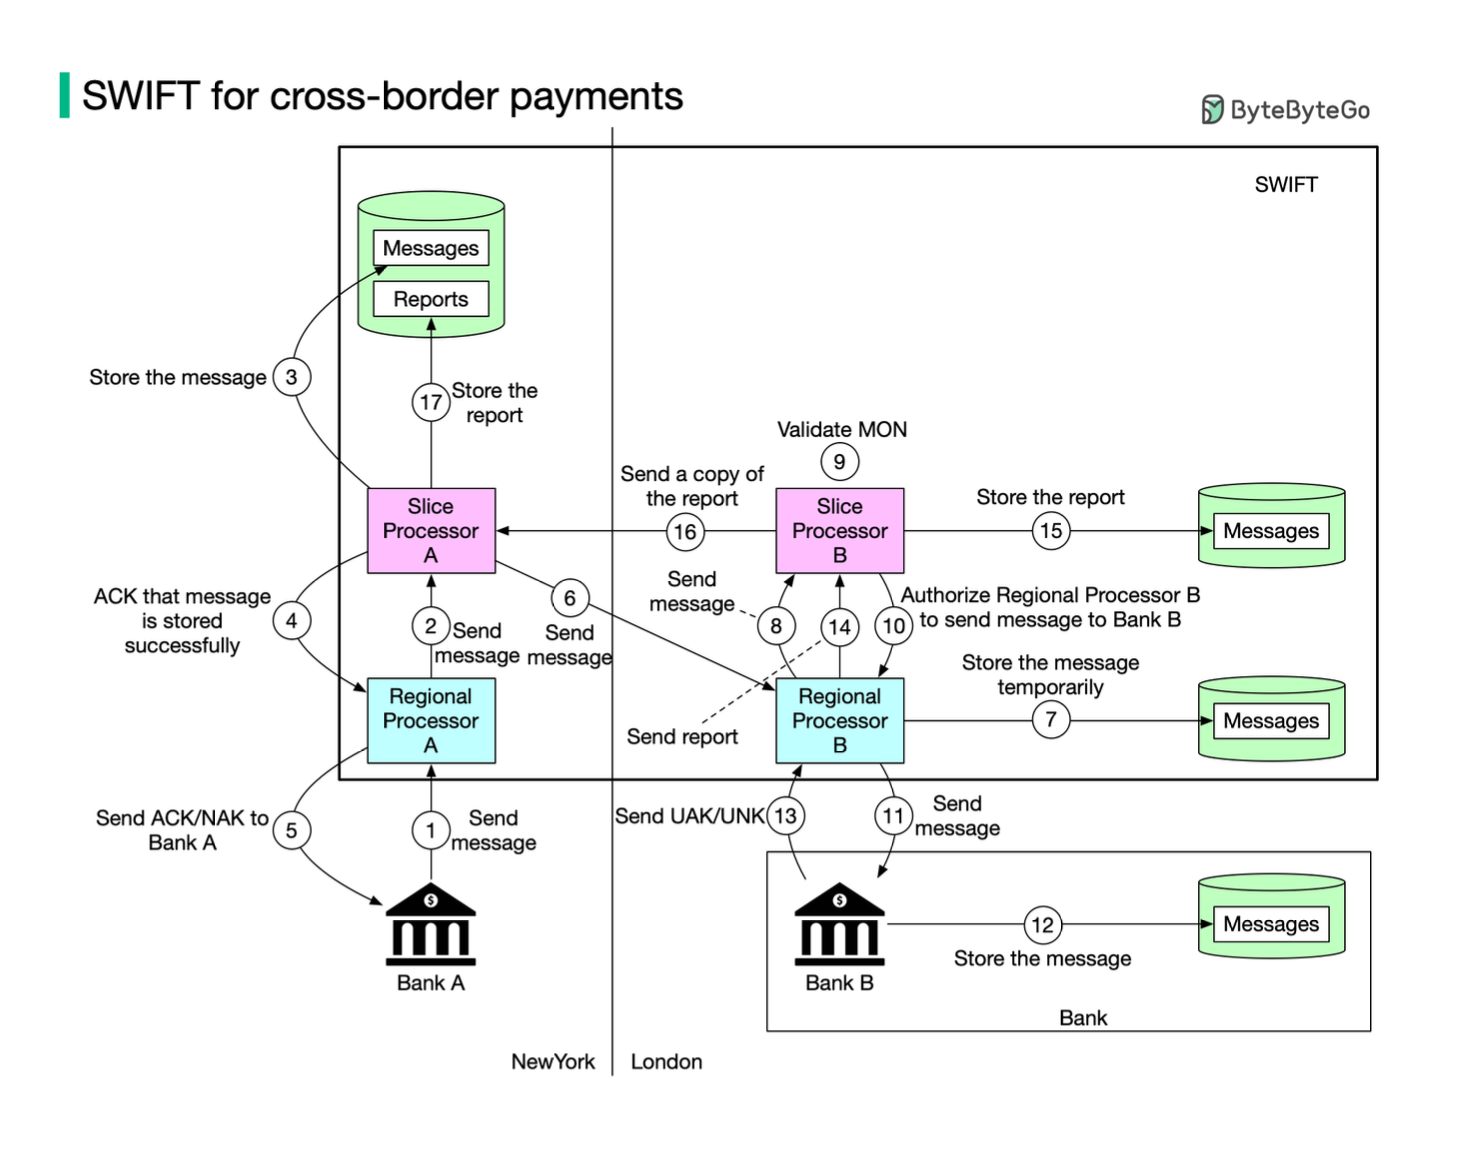 SWIFT for cross-border payments
ByteByteGo
SWIFT
Messages
Reports
Store the message
3
17
Store the
report
Validate MON
9
Send a copy of
the report
16
Slice
Processor
A
Slice
Processor
B
Store the report
15
Messages
ACK that message
is stored
successfully
4
2
Send
message
6
Send
message
Send
message
8
14
10
Authorize Regional Processor B
to send message to Bank B
Store the message
temporarily
7
Messages
Regional
Processor
A
Send report
Regional
Processor
B
Send ACK/NAK to
Bank A
5
1
Send
message
Send UAK/UNK
13
11
Send
message
Bank A
$
Bank B
$
12
Store the message
Messages
Bank
NewYork
London